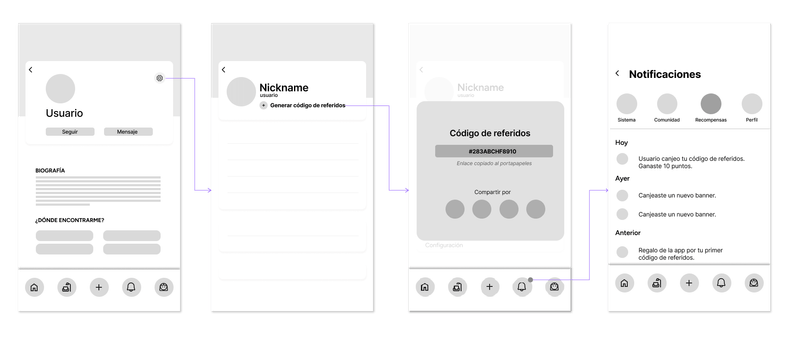 Usuario
Seguir
Mensaje
BIOGRAFÍA
¿DÓNDE ENCONTRARME?
Nickname
usuario
Generar código de referidos
Nickname
usuario
Código de referidos
#283ABCHF8910
Enlace copiado al portapapeles
Compartir por
Configuración
Notificaciones
Sistema
Comunidad
Recompensas
Perfil
Hoy
Usuario canjeo tu código de referidos.
Ganaste 10 puntos.
Ayer
Canjeaste un nuevo banner.
Canjeaste un nuevo banner.
Anterior
Regalo de la app por tu primer
código de referidos.